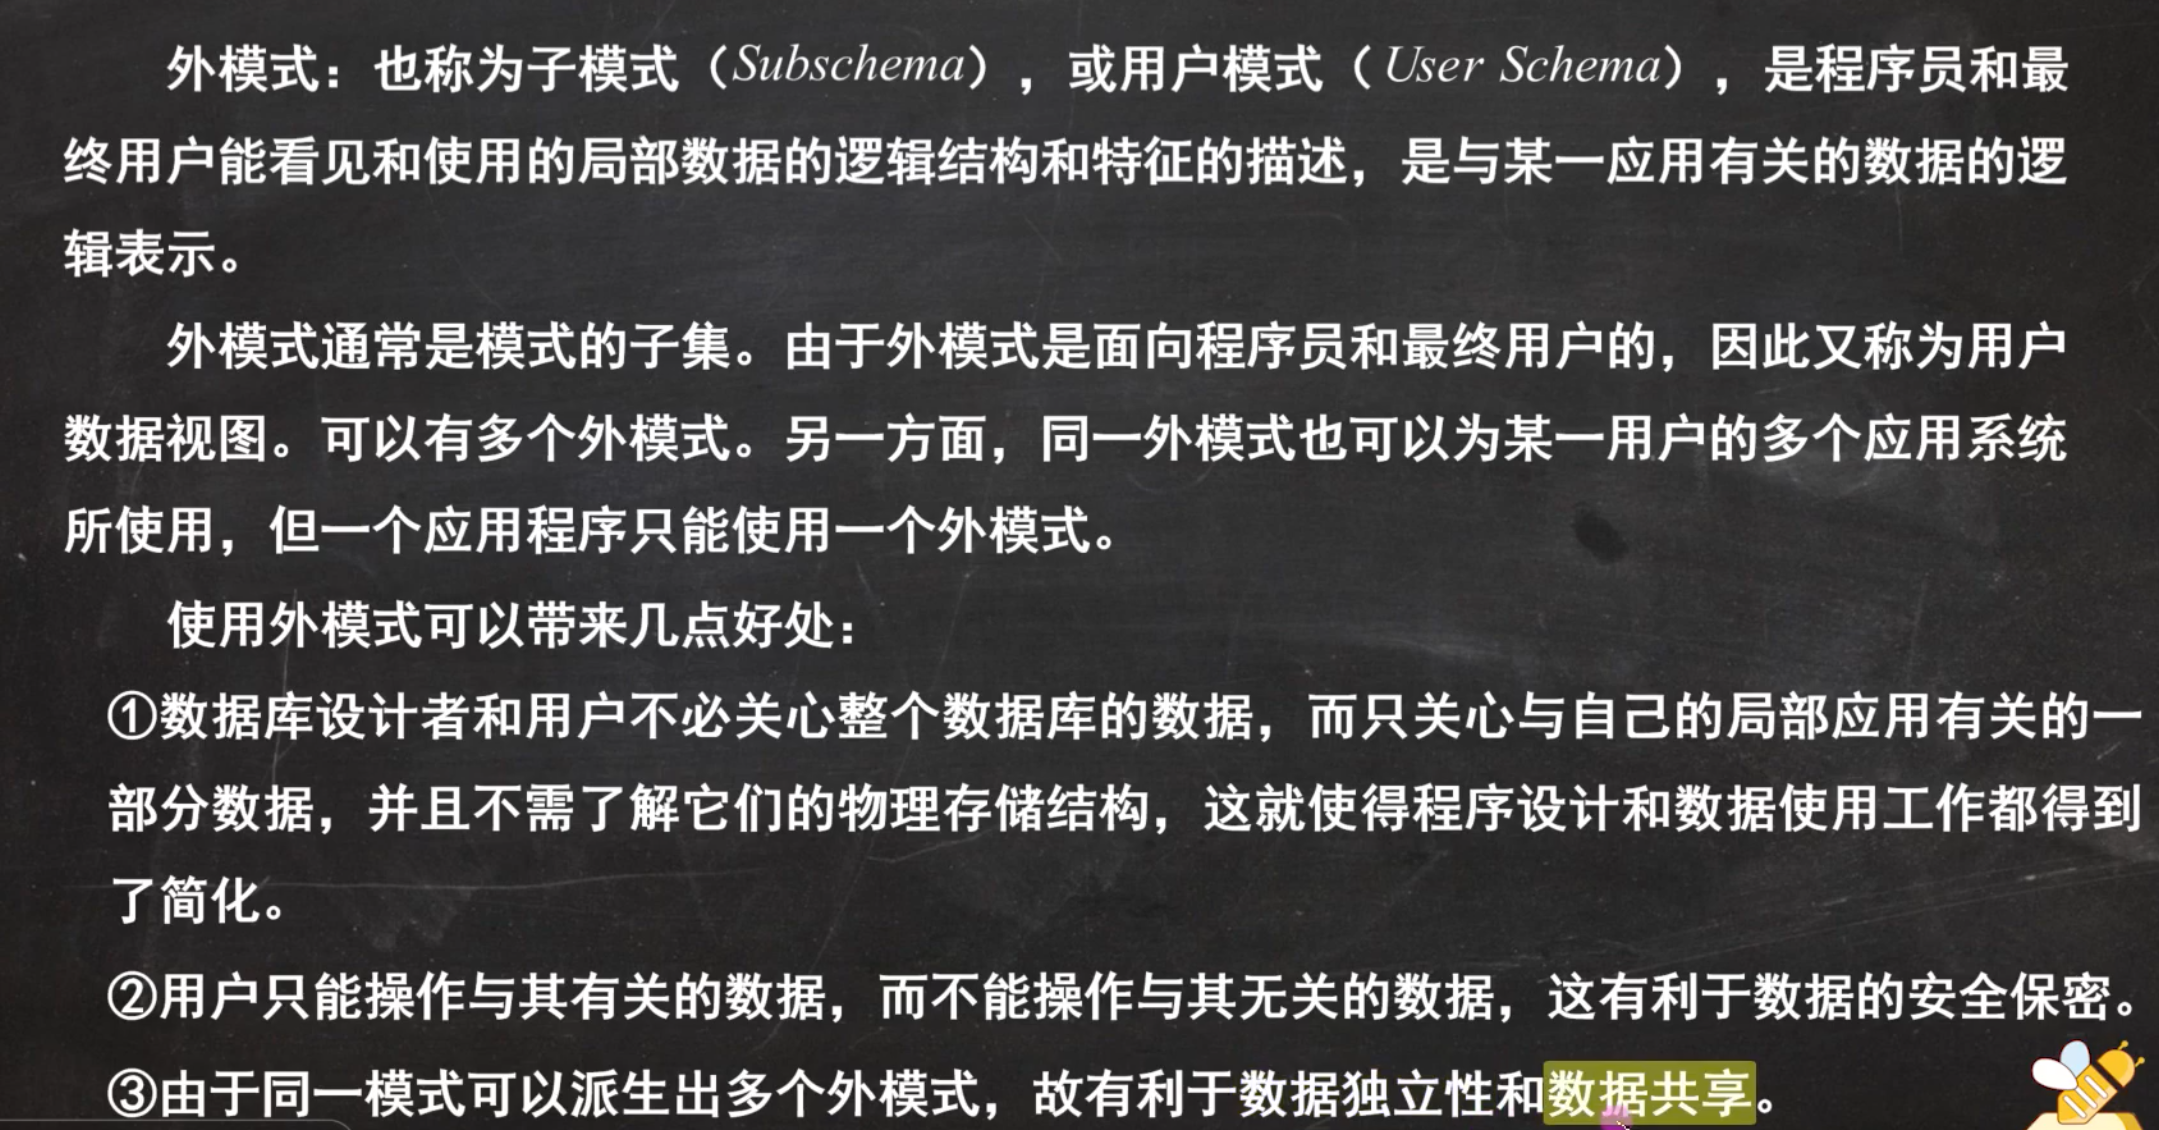 外模式：也称为子模式（Subschema），或用户模式（User Schema），是程序员和最
终用户能看见和使用的局部数据的逻辑结构和特征的描述，是与某一应用有关的数据的逻
辑表示。
外模式通常是模式的子集。由于外模式是面向程序员和最终用户的，因此又称为用户
数据视图。可以有多个外模式。另一方面，同一外模式也可以为某一用户的多个应用系统
所使用，但一个应用程序只能使用一个外模式。
使用外模式可以带来几点好处：
①数据库设计者和用户不必关心整个数据库的数据，而只关心与自己的局部应用有关的一
部分数据，并且不需了解它们的物理存储结构，这就使得程序设计和数据使用工作都得到
了简化。
②用户只能操作与其有关的数据，而不能操作与其无关的数据，这有利于数据的安全保密。
③由于同一模式可以派生出多个外模式，故有利于数据独立性和数据共享。